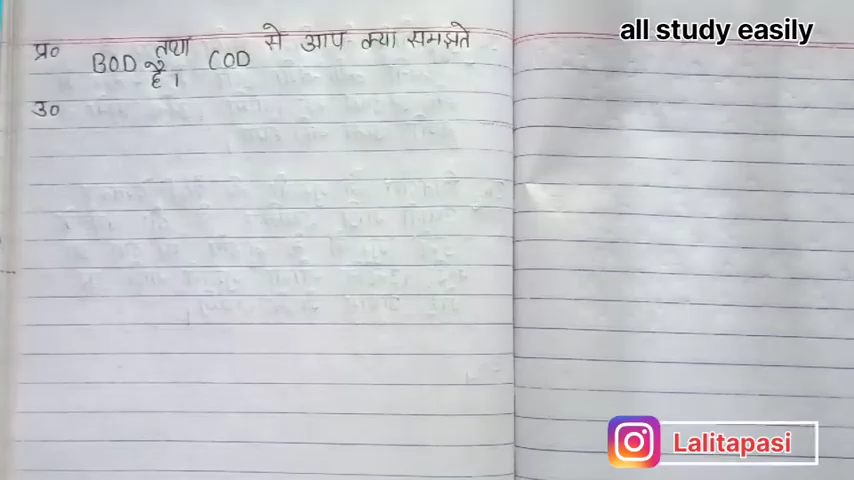 all study easily
प्र० BOD तथा COD से आप क्या समझते
है।
उ०
Lalitapasi